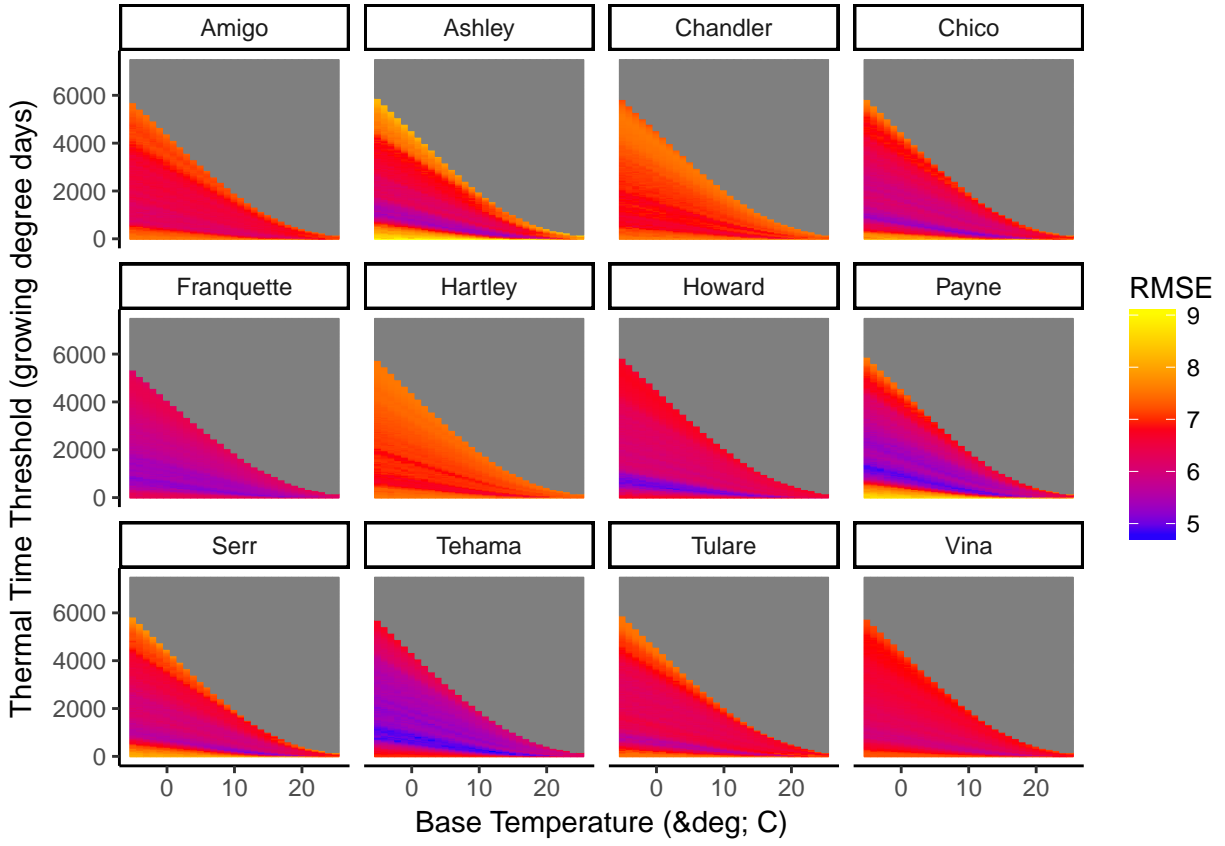 Amigo Ashley Chandler Chico
6000
4000
2000
0
Franquette Hartley Howard Payne
6000
4000
2000
0
Serr Tehama Tulare Vina
6000
4000
2000
0
0 10 20 0 10 20 0 10 20 0 10 20
Base Temperature (&deg; C)
Thermal Time Threshold (growing degree days)
RMSE
9
8
7
6
5